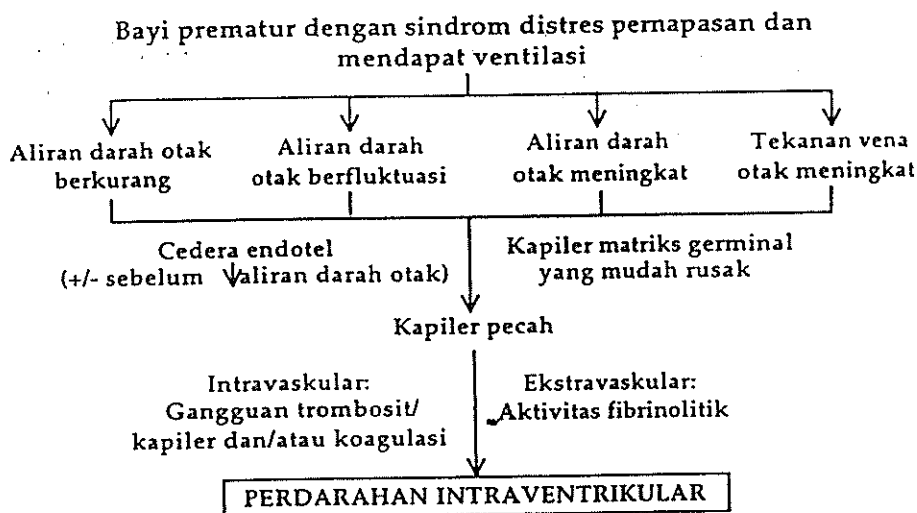 Bayi prematur dengan sindrom distres pernapasan dan
mendapat ventilasi
Aliran darah otak
berkurang
Aliran darah
otak berfluktuasi
Aliran darah
otak meningkat
Tekanan vena
otak meningkat
Cedera endotel
(+/- sebelum ↓aliran darah otak)
Kapiler matriks germinal
yang mudah rusak
Kapiler pecah
Intravaskular:
Gangguan trombosit/
kapiler dan/atau koagulasi
Ekstravaskular:
Aktivitas fibrinolitik
PERDARAHAN INTRAVENTRIKULAR